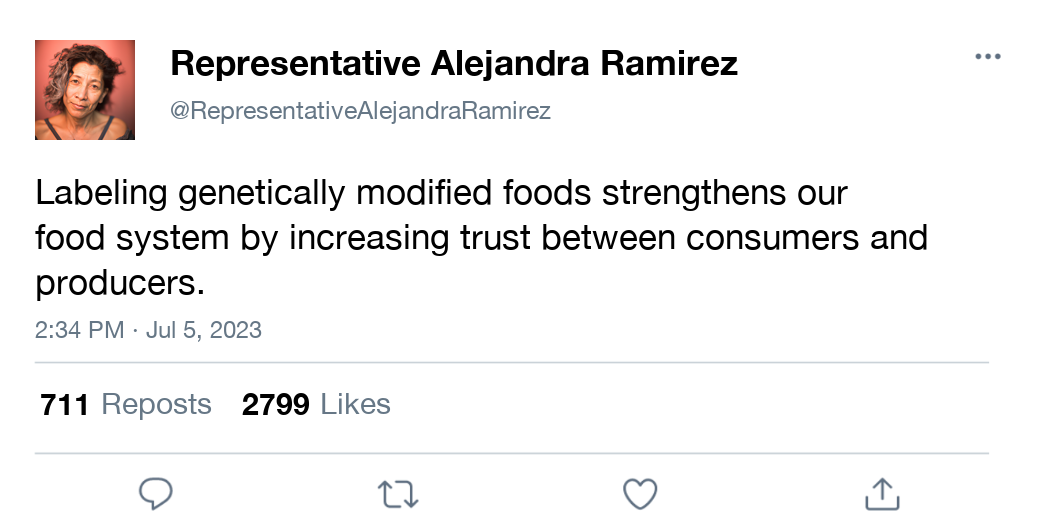 Representative Alejandra Ramirez
@RepresentativeAlejandraRamirez
Labeling genetically modified foods strengthens our
food system by increasing trust between consumers and
producers.
2:34 PM · Jul 5, 2023
711 Reposts 2799 Likes